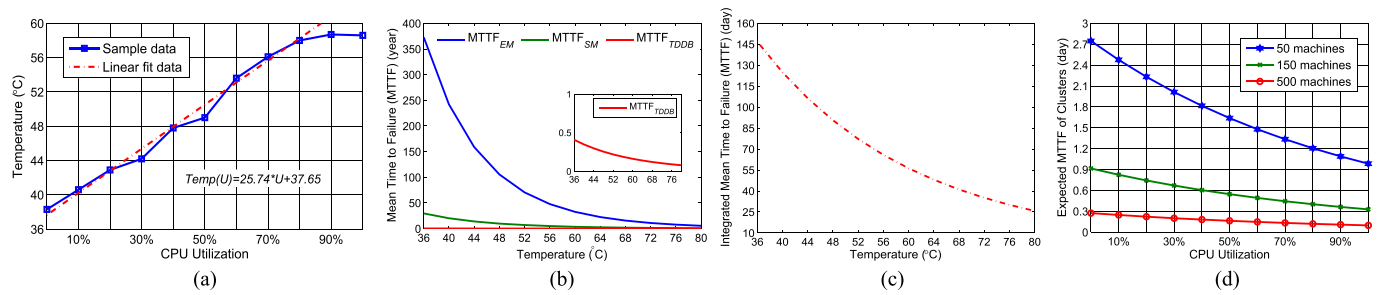 Temperature (°C)
60
56
52
48
44
40
36
Sample data
Linear fit data
Temp(U)=25.74*U+37.65
10% 30% 50% 70% 90%
CPU Utilization
(a)
Mean Time to Failure (MTTF) (year)
400
350
300
250
200
150
100
50
0
MTTF_EM MTTF_SM MTTF_TDDB
1
0.5
0
MTTF_TDDB
36 44 52 60 68 76
36 40 44 48 52 56 60 64 68 72 76 80
Temperature (°C)
(b)
Integrated Mean Time to Failure (MTTF) (day)
160
145
130
115
100
85
70
55
40
25
10
36 40 44 48 52 56 60 64 68 72 76 80
Temperature (°C)
(c)
Expected MTTF of Clusters (day)
3
2.7
2.4
2.1
1.8
1.5
1.2
0.9
0.6
0.3
0
50 machines
150 machines
500 machines
10% 30% 50% 70% 90%
CPU Utilization
(d)